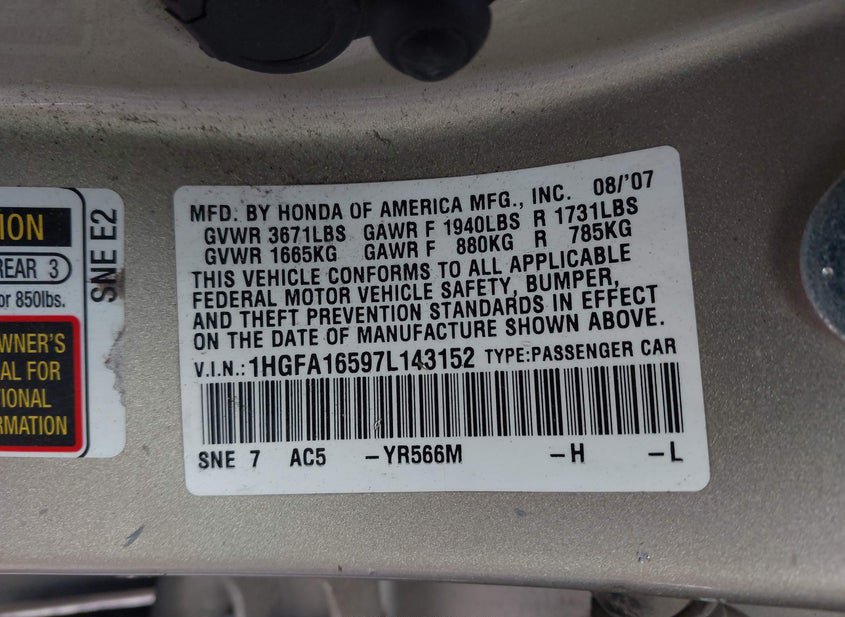 ION
REAR 3
or 850lbs.
WNER'S
AL FOR
TIONAL
RMATION
SNE E2
MFD. BY HONDA OF AMERICA MFG., INC. 08/'07
GVWR 3671LBS GAWR F 1940LBS R 1731LBS
GVWR 1665KG GAWR F 880KG R 785KG
THIS VEHICLE CONFORMS TO ALL APPLICABLE
FEDERAL MOTOR VEHICLE SAFETY, BUMPER,
AND THEFT PREVENTION STANDARDS IN EFFECT
ON THE DATE OF MANUFACTURE SHOWN ABOVE.
V.I.N.: 1HGFA16597L143152 TYPE:PASSENGER CAR
SNE 7 AC5 -YR566M -H -L